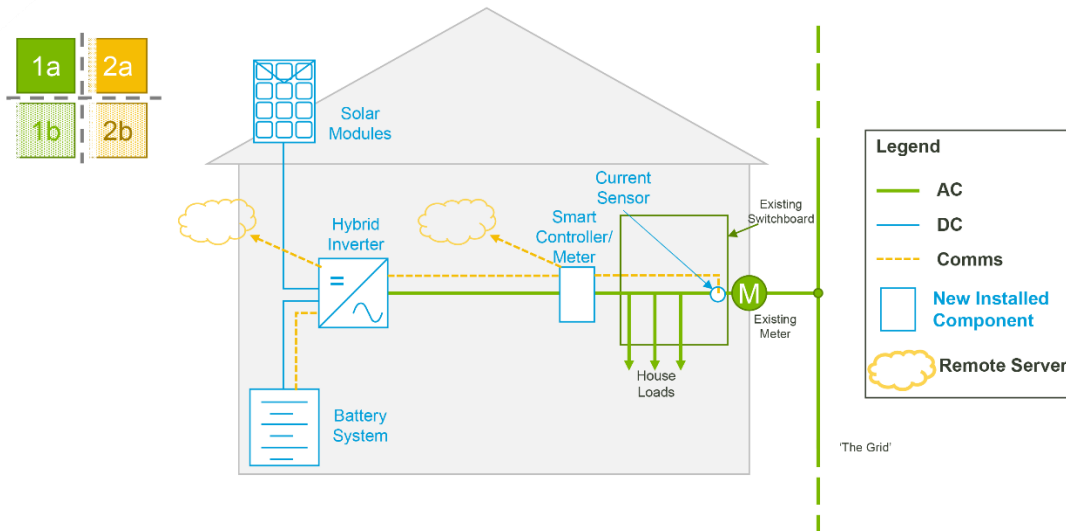 1a
2a
1b
2b
Solar
Modules
Current
Sensor
Existing
Switchboard
Hybrid
Inverter
Smart
Controller/
Meter
M
Existing
Meter
House
Loads
Battery
System
'The Grid'
Legend
AC
DC
Comms
New Installed
Component
Remote Server